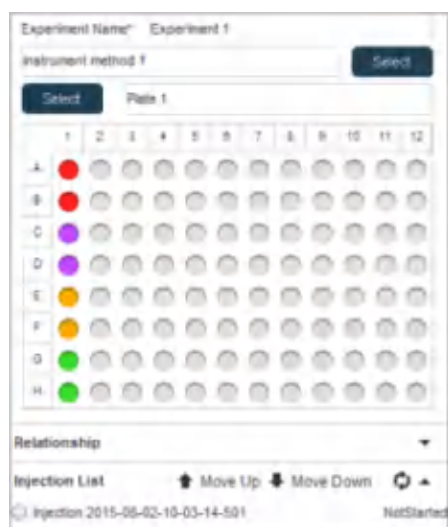 Experiment Name* Experiment 1
instrument method 1 Select
Select Plate 1
1 2 3 4 5 6 7 8 9 10 11 12
A
B
C
D
E
F
G
H
Relationship
Injection List Move Up Move Down
Injection 2015-06-02-10-03-14-501 NotStarted